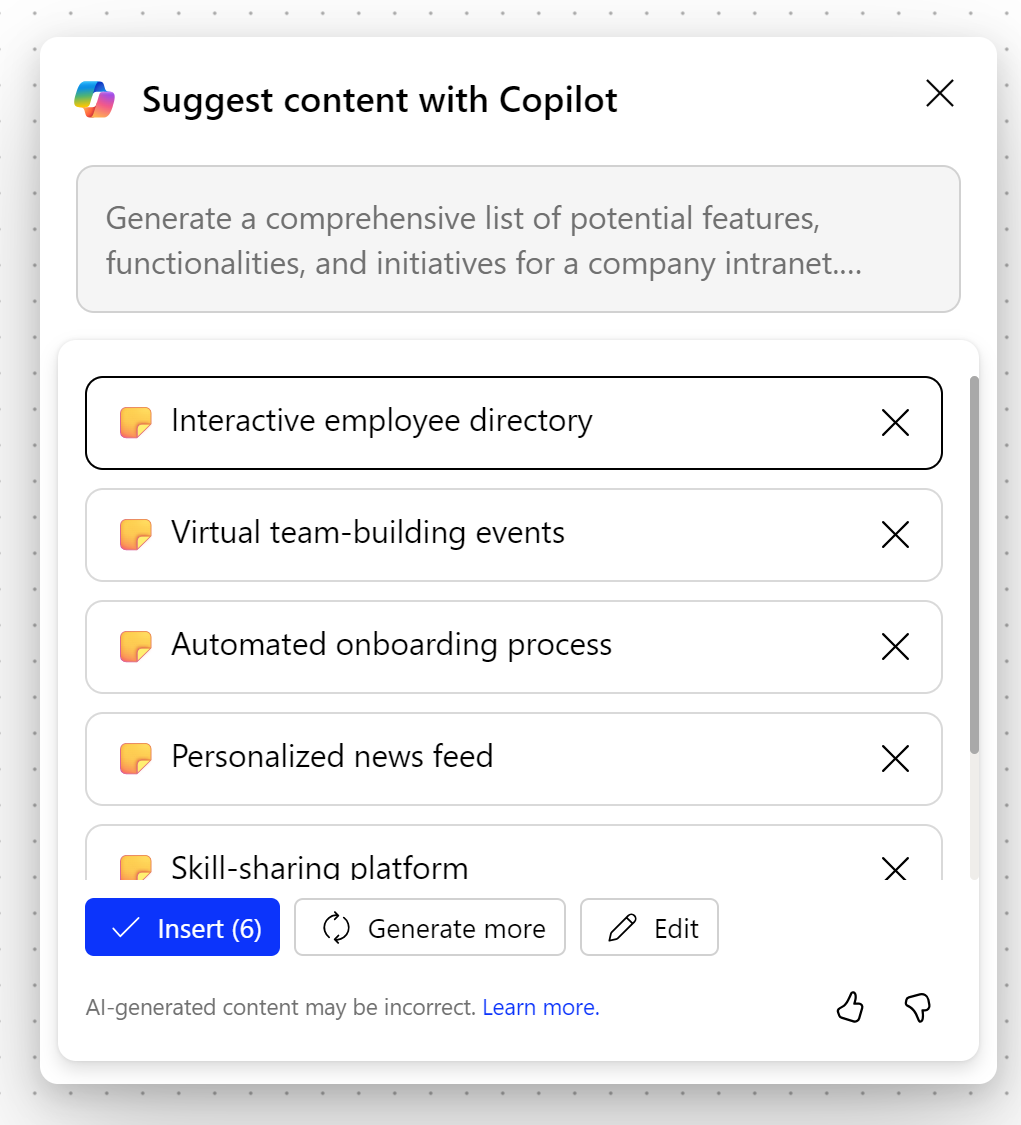 Suggest content with Copilot
Generate a comprehensive list of potential features,
functionalities, and initiatives for a company intranet....
Interactive employee directory
Virtual team-building events
Automated onboarding process
Personalized news feed
Skill-sharing platform
Insert (6)
Generate more
Edit
AI-generated content may be incorrect. Learn more.